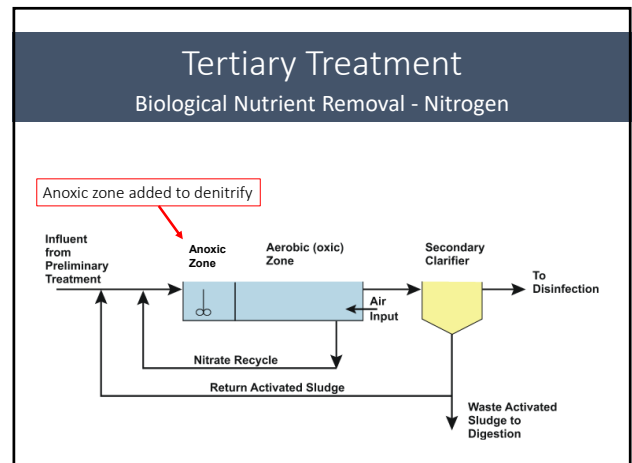 Tertiary Treatment
Biological Nutrient Removal - Nitrogen
Anoxic zone added to denitrify
Influent
from
Preliminary
Treatment
Anoxic
Zone
Aerobic (oxic)
Zone
Secondary
Clarifier
To
Disinfection
Air
Input
Nitrate Recycle
Return Activated Sludge
Waste Activated
Sludge to
Digestion